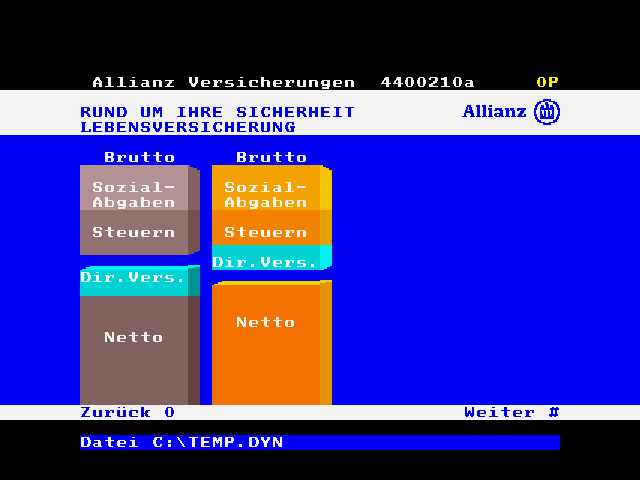 Allianz Versicherungen 4400210a 0P
RUND UM IHRE SICHERHEIT
LEBENSVERSICHERUNG
Allianz
Brutto Brutto
Sozial- Sozial-
Abgaben Abgaben
Steuern Steuern
Dir.Vers.
Dir.Vers.
Netto
Netto
Zurück 0 Weiter #
Datei C:\TEMP.DYN